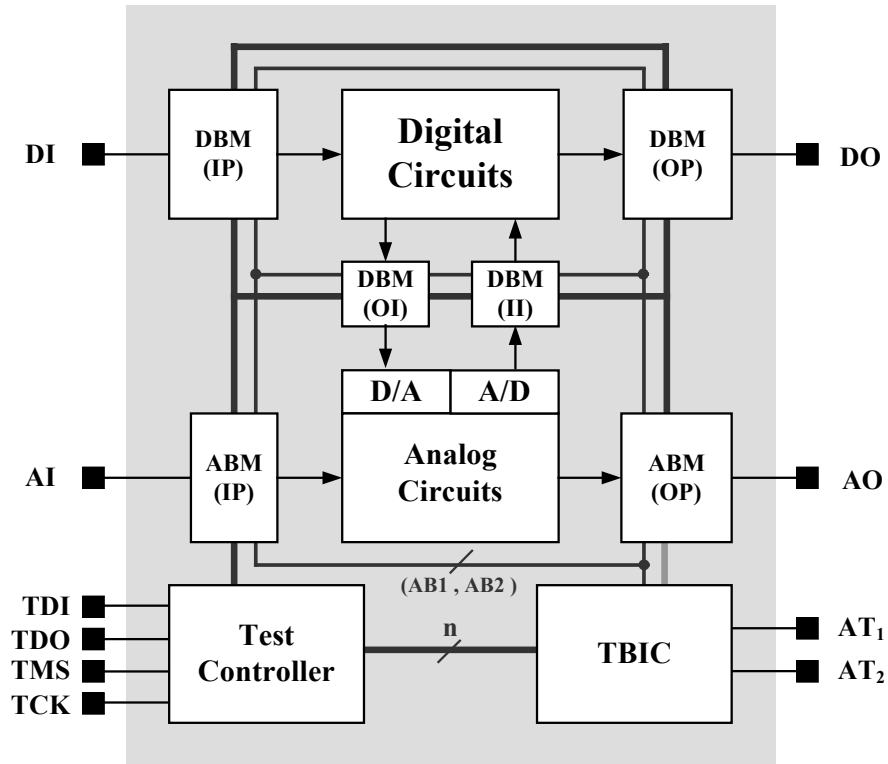 DBM
(IP)
Digital
Circuits
DBM
(OP)
DI
DO
DBM
(OI)
DBM
(II)
D/A
A/D
ABM
(IP)
Analog
Circuits
ABM
(OP)
AI
AO
(AB1 , AB2 )
TDI
TDO
TMS
TCK
Test
Controller
n
TBIC
AT₁
AT₂